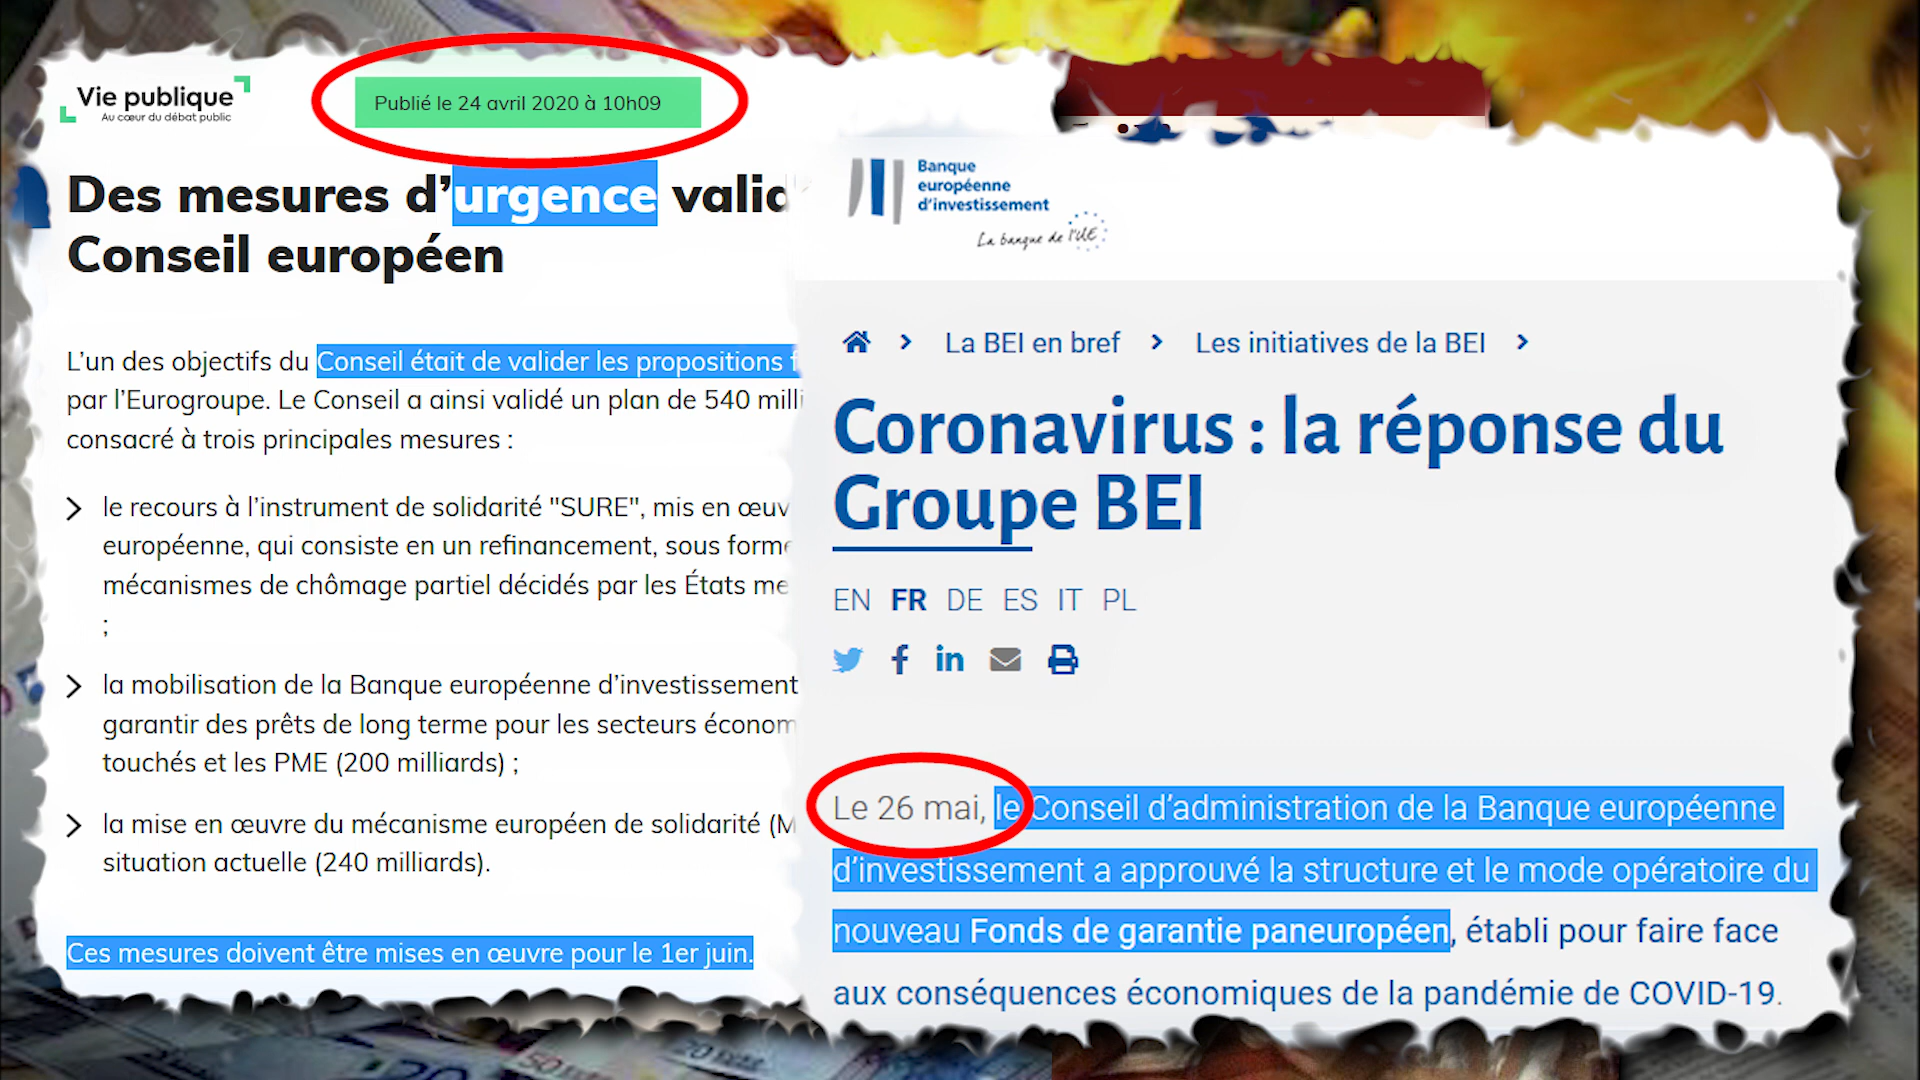 Vie publique
Au cœur du débat public
Publié le 24 avril 2020 à 10h09
Des mesures d'urgence valid
Conseil européen
L'un des objectifs du Conseil était de valider les propositions f
par l'Eurogroupe. Le Conseil a ainsi validé un plan de 540 milli
consacré à trois principales mesures :
le recours à l'instrument de solidarité "SURE", mis en œuv
européenne, qui consiste en un refinancement, sous forme
mécanismes de chômage partiel décidés par les États me
;
la mobilisation de la Banque européenne d'investissement
garantir des prêts de long terme pour les secteurs économ
touchés et les PME (200 milliards) ;
la mise en œuvre du mécanisme européen de solidarité (M
situation actuelle (240 milliards).
Ces mesures doivent être mises en œuvre pour le 1er juin.
Banque
européenne
d'investissement
La banque de l'UE
La BEI en bref
Les initiatives de la BEI
Coronavirus : la réponse du
Groupe BEI
EN FR DE ES IT PL
Le 26 mai, le Conseil d'administration de la Banque européenne
d'investissement a approuvé la structure et le mode opératoire du
nouveau Fonds de garantie paneuropéen, établi pour faire face
aux conséquences économiques de la pandémie de COVID-19.
20